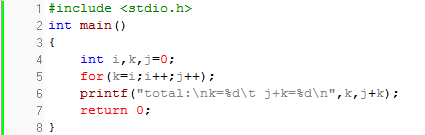 1 #include <stdio.h>
2 int main()
3 {
4     int i,k,j=0;
5     for(k=i;i++;j++);
6     printf("total:\nk=%d\t j+k=%d\n",k,j+k);
7     return 0;
8 }